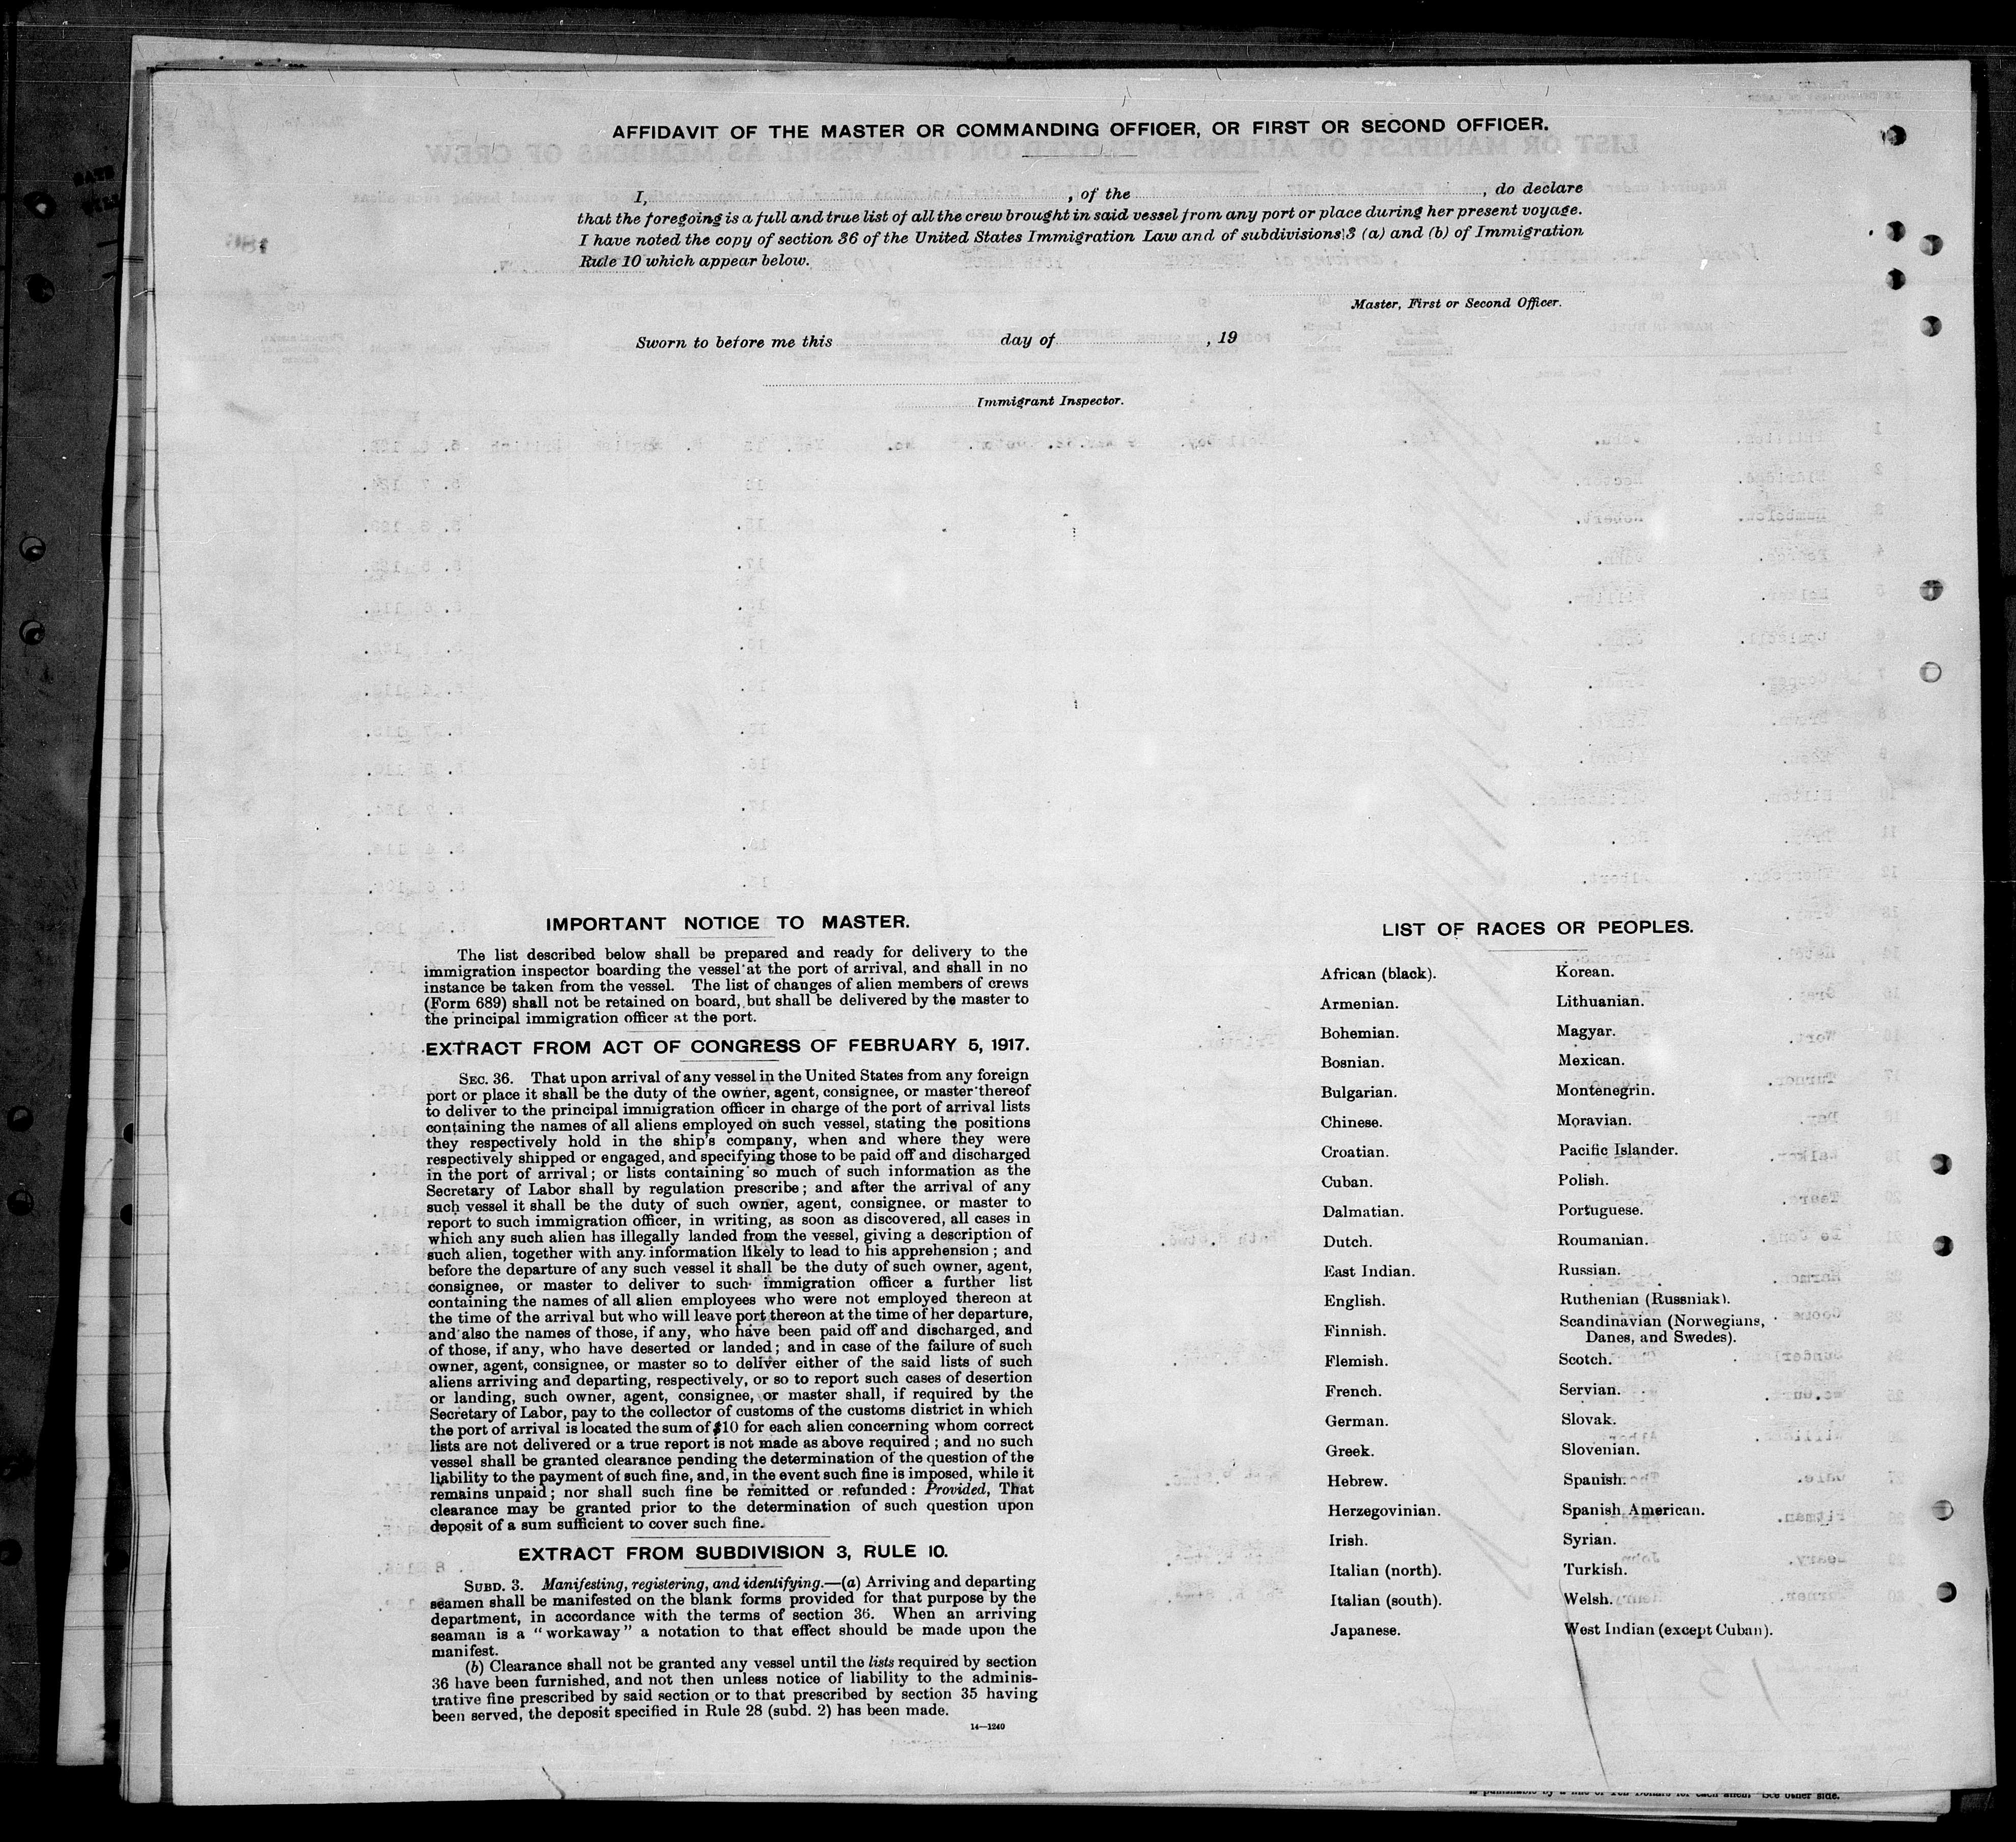 AFFIDAVIT OF THE MASTER OR COMMANDING OFFICER, OR FIRST OR SECOND OFFICER.
I, , of the , do declare
that the foregoing is a full and true list of all the crew brought in said vessel from any port or place during her present voyage.
I have noted the copy of section 36 of the United States Immigration Law and of subdivisions 3 (a) and (b) of Immigration
Rule 10 which appear below.
Master, First or Second Officer.
Sworn to before me this day of , 19
Immigrant Inspector.
IMPORTANT NOTICE TO MASTER.
The list described below shall be prepared and ready for delivery to the
immigration inspector boarding the vessel at the port of arrival, and shall in no
instance be taken from the vessel. The list of changes of alien members of crews
(Form 689) shall not be retained on board, but shall be delivered by the master to
the principal immigration officer at the port.
EXTRACT FROM ACT OF CONGRESS OF FEBRUARY 5, 1917.
SEC. 36. That upon arrival of any vessel in the United States from any foreign
port or place it shall be the duty of the owner, agent, consignee, or master thereof
to deliver to the principal immigration officer in charge of the port of arrival lists
containing the names of all aliens employed on such vessel, stating the positions
they respectively hold in the ship's company, when and where they were
respectively shipped or engaged, and specifying those to be paid off and discharged
in the port of arrival; or lists containing so much of such information as the
Secretary of Labor shall by regulation prescribe; and after the arrival of any
such vessel it shall be the duty of such owner, agent, consignee, or master to
report to such immigration officer, in writing, as soon as discovered, all cases in
which any such alien has illegally landed from the vessel, giving a description of
such alien, together with any information likely to lead to his apprehension; and
before the departure of any such vessel it shall be the duty of such owner, agent,
consignee, or master to deliver to such immigration officer a further list
containing the names of all alien employees who were not employed thereon at
the time of the arrival but who will leave port thereon at the time of her departure,
and also the names of those, if any, who have been paid off and discharged, and
of those, if any, who have deserted or landed; and in case of the failure of such
owner, agent, consignee, or master so to deliver either of the said lists of such
aliens arriving and departing, respectively, or so to report such cases of desertion
or landing, such owner, agent, consignee, or master shall, if required by the
Secretary of Labor, pay to the collector of customs of the customs district in which
the port of arrival is located the sum of $10 for each alien concerning whom correct
lists are not delivered or a true report is not made as above required; and no such
vessel shall be granted clearance pending the determination of the question of the
liability to the payment of such fine, and, in the event such fine is imposed, while it
remains unpaid; nor shall such fine be remitted or refunded: Provided, That
clearance may be granted prior to the determination of such question upon
deposit of a sum sufficient to cover such fine.
EXTRACT FROM SUBDIVISION 3, RULE 10.
SUBD. 3. Manifesting, registering, and identifying.—(a) Arriving and departing
seamen shall be manifested on the blank forms provided for that purpose by the
department, in accordance with the terms of section 36. When an arriving
seaman is a "workaway" a notation to that effect should be made upon the
manifest.
(b) Clearance shall not be granted any vessel until the lists required by section
36 have been furnished, and not then unless notice of liability to the adminis-
trative fine prescribed by said section or to that prescribed by section 35 having
been served, the deposit specified in Rule 28 (subd. 2) has been made.
14—1240
LIST OF RACES OR PEOPLES.
African (black).
Armenian.
Bohemian.
Bosnian.
Bulgarian.
Chinese.
Croatian.
Cuban.
Dalmatian.
Dutch.
East Indian.
English.
Finnish.
Flemish.
French.
German.
Greek.
Hebrew.
Herzegovinian.
Irish.
Italian (north).
Italian (south).
Japanese.
Korean.
Lithuanian.
Magyar.
Mexican.
Montenegrin.
Moravian.
Pacific Islander.
Polish.
Portuguese.
Roumanian.
Russian.
Ruthenian (Russniak).
Scandinavian (Norwegians,
Danes, and Swedes).
Scotch.
Servian.
Slovak.
Slovenian.
Spanish.
Spanish American.
Syrian.
Turkish.
Welsh.
West Indian (except Cuban).
is punishable by a fine of Ten Dollars for each alien. See other side.